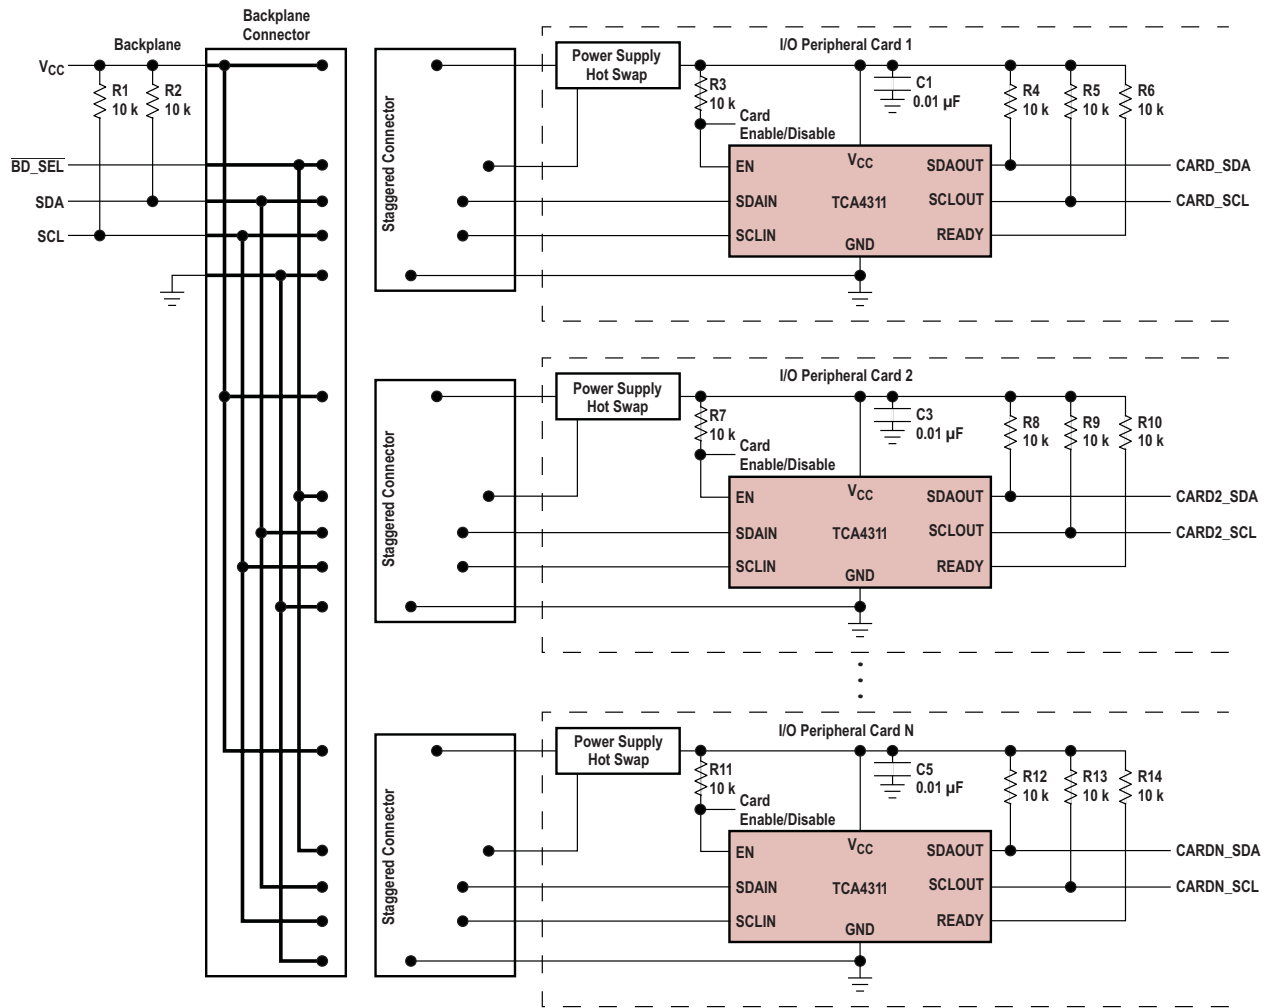 Backplane
Connector
Backplane
VCC
R1
10 k
R2
10 k
BD_SEL
SDA
SCL
Staggered Connector
I/O Peripheral Card 1
Power Supply
Hot Swap
R3
10 k
Card
Enable/Disable
C1
0.01 µF
R4
10 k
R5
10 k
R6
10 k
EN
VCC
SDAOUT
SDAIN
TCA4311
SCLOUT
SCLIN
GND
READY
CARD_SDA
CARD_SCL
Staggered Connector
I/O Peripheral Card 2
Power Supply
Hot Swap
R7
10 k
Card
Enable/Disable
C3
0.01 µF
R8
10 k
R9
10 k
R10
10 k
EN
VCC
SDAOUT
SDAIN
TCA4311
SCLOUT
SCLIN
GND
READY
CARD2_SDA
CARD2_SCL
Staggered Connector
I/O Peripheral Card N
Power Supply
Hot Swap
R11
10 k
Card
Enable/Disable
C5
0.01 µF
R12
10 k
R13
10 k
R14
10 k
EN
VCC
SDAOUT
SDAIN
TCA4311
SCLOUT
SCLIN
GND
READY
CARDN_SDA
CARDN_SCL